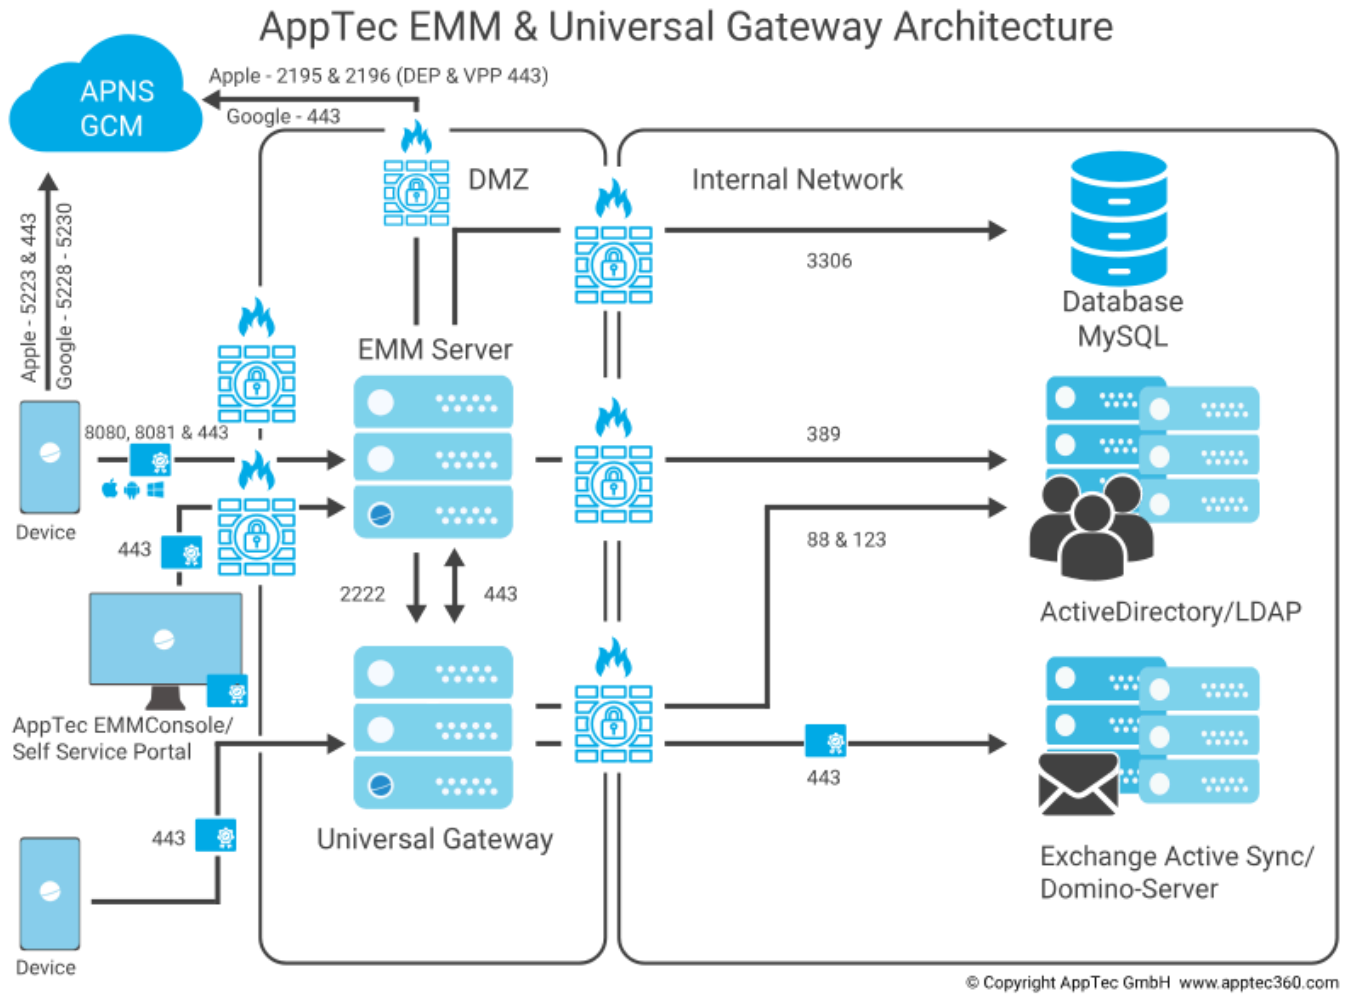 AppTec EMM & Universal Gateway Architecture
APNS
GCM
Apple - 2195 & 2196 (DEP & VPP 443)
Google - 443
DMZ
Internal Network
Apple - 5223 & 443
Google - 5228 - 5230
3306
Database
MySQL
EMM Server
8080, 8081 & 443
389
Device
443
88 & 123
2222
443
ActiveDirectory/LDAP
AppTec EMMConsole/
Self Service Portal
443
443
Universal Gateway
Exchange Active Sync/
Domino-Server
Device
© Copyright AppTec GmbH www.apptec360.com